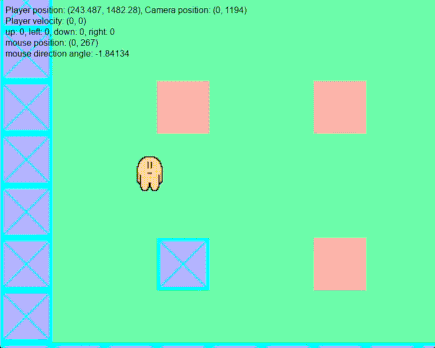 Player position: (243.487, 1482.28), Camera position: (0, 1194)
Player velocity: (0, 0)
up: 0, left: 0, down: 0, right: 0
mouse position: (0, 267)
mouse direction angle: -1.84134